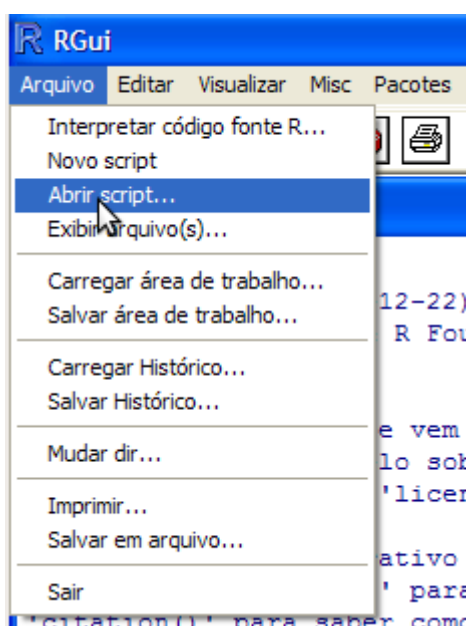 RGui
Arquivo Editar Visualizar Misc Pacotes
Interpretar código fonte R...
Novo script
Abrir script...
Exibir arquivo(s)...
Carregar área de trabalho...
12-22)
Salvar área de trabalho...
R Fou
Carregar Histórico...
Salvar Histórico...
e vem
Mudar dir...
lo sob
'licen
Imprimir...
Salvar em arquivo...
ativo
' para
Sair
'citation()' para saber como